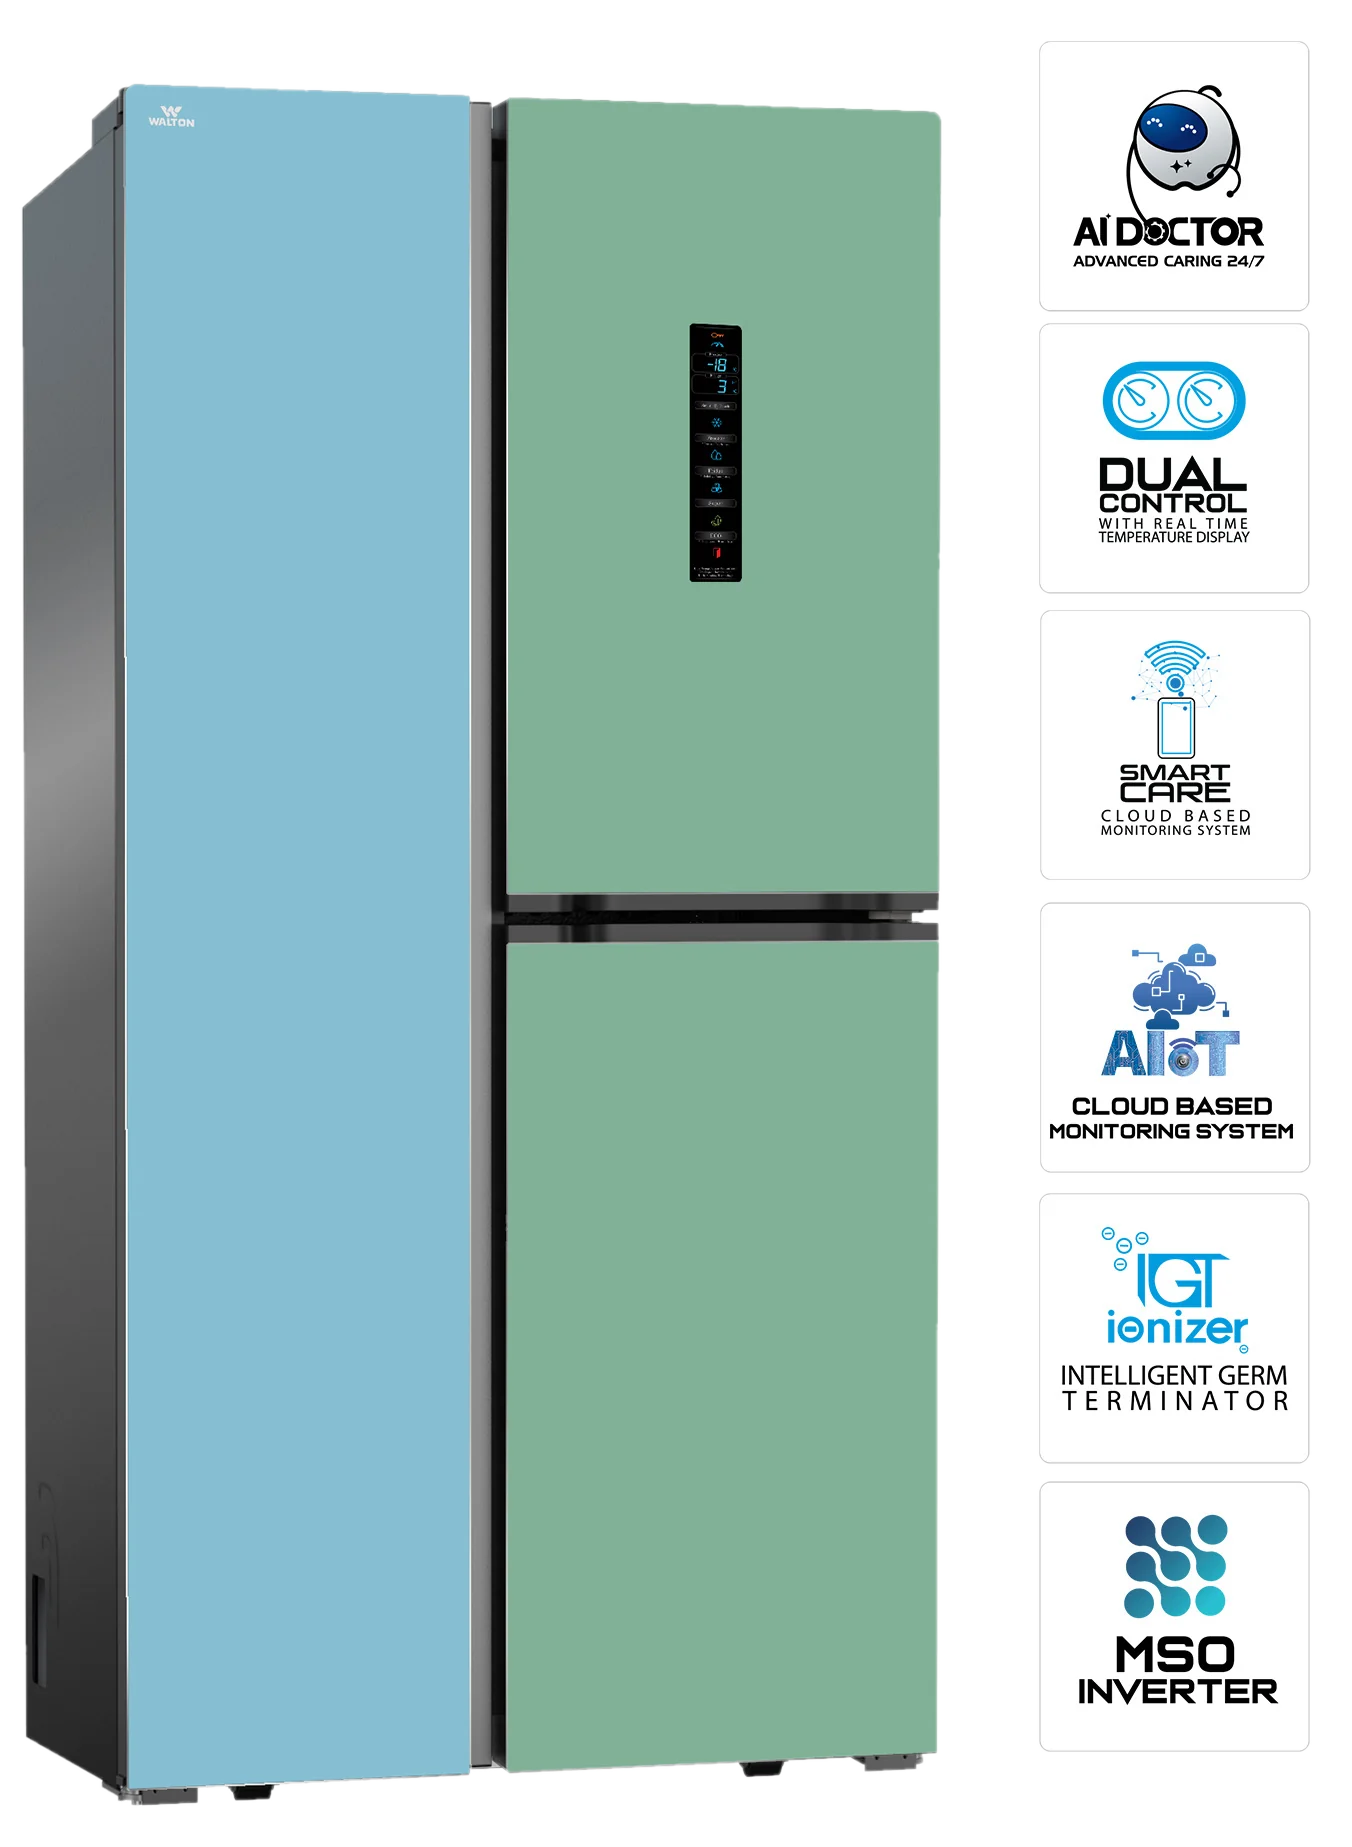 WALTON
-18
3
ECO
AI DOCTOR
ADVANCED CARING 24/7
DUAL
CONTROL
WITH REAL TIME
TEMPERATURE DISPLAY
SMART
CARE
CLOUD BASED
MONITORING SYSTEM
AIoT
CLOUD BASED
MONITORING SYSTEM
IGT
ionizer
INTELLIGENT GERM
TERMINATOR
MSO
INVERTER